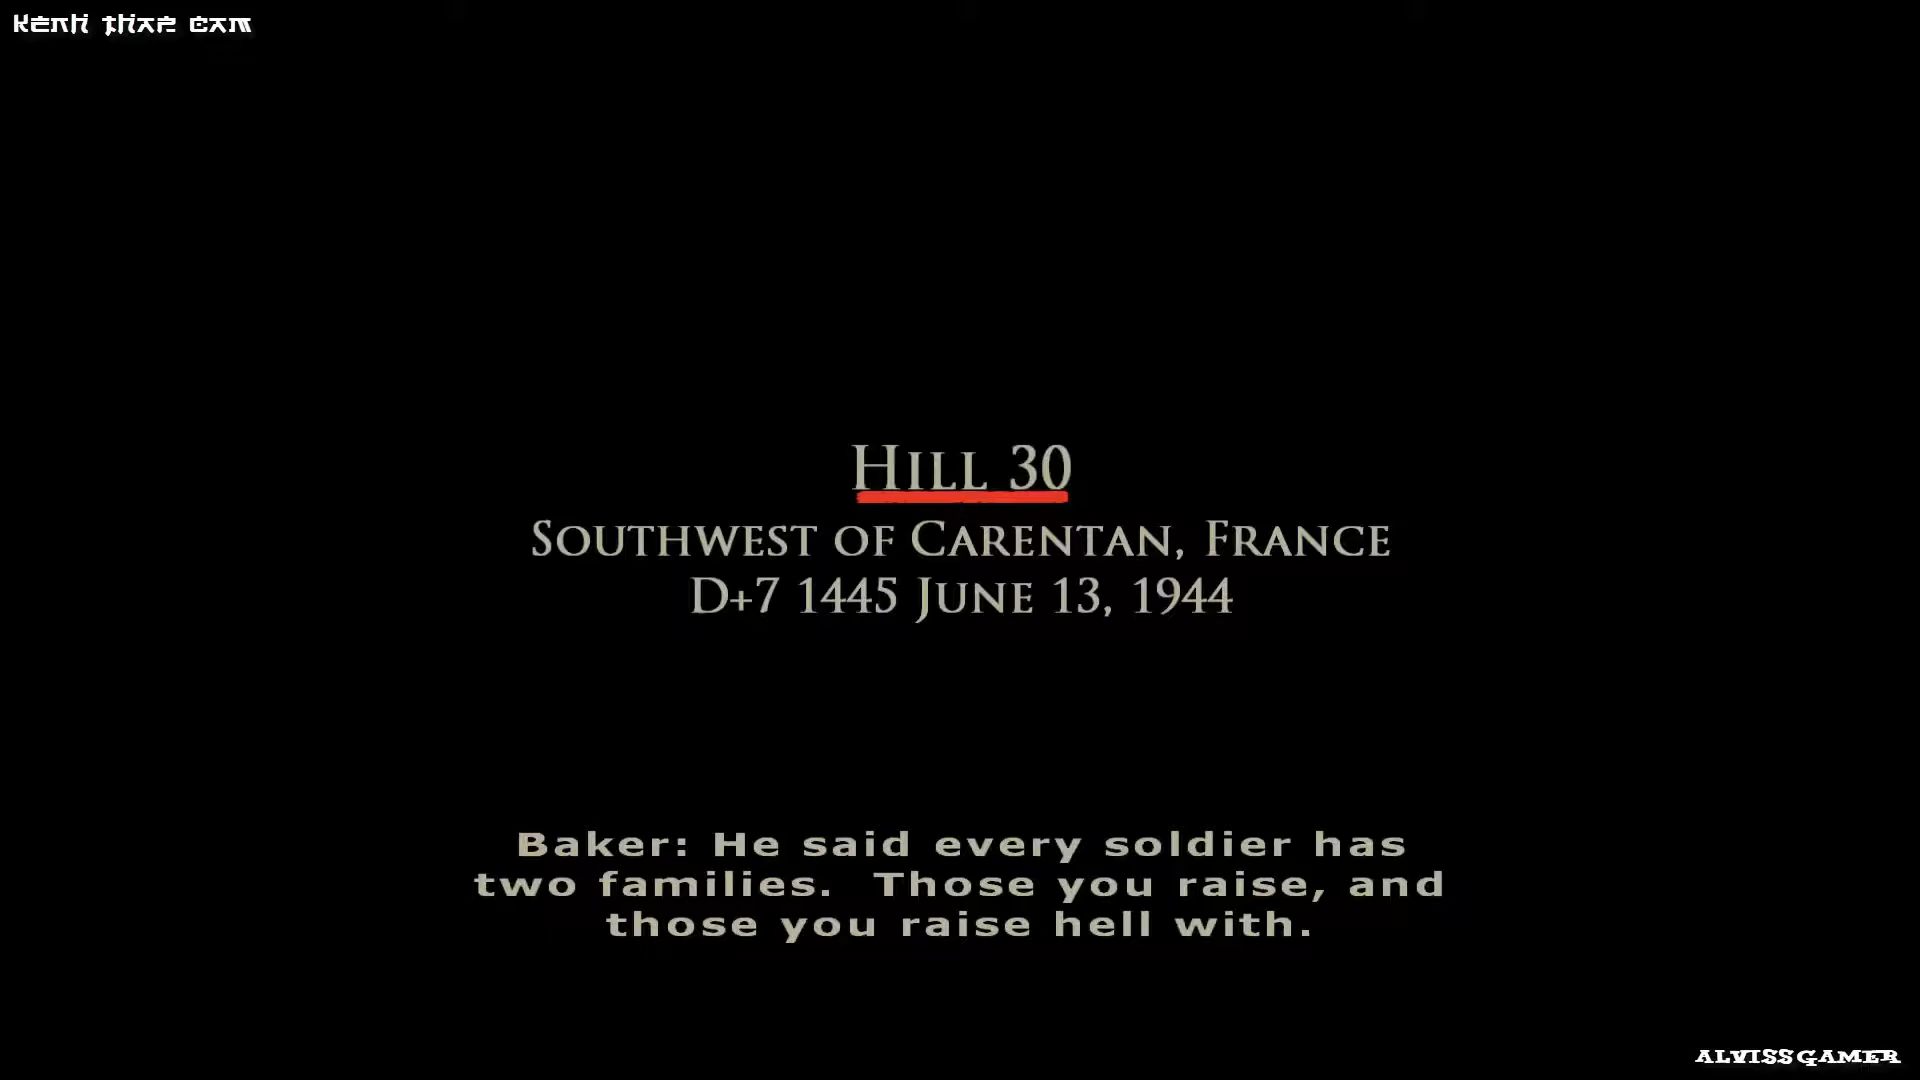 Kenh Thap Cam
Hill 30
Southwest of Carentan, France
D+7 1445 June 13, 1944
Baker: He said every soldier has
two families. Those you raise, and
those you raise hell with.
ALVISSGAMER